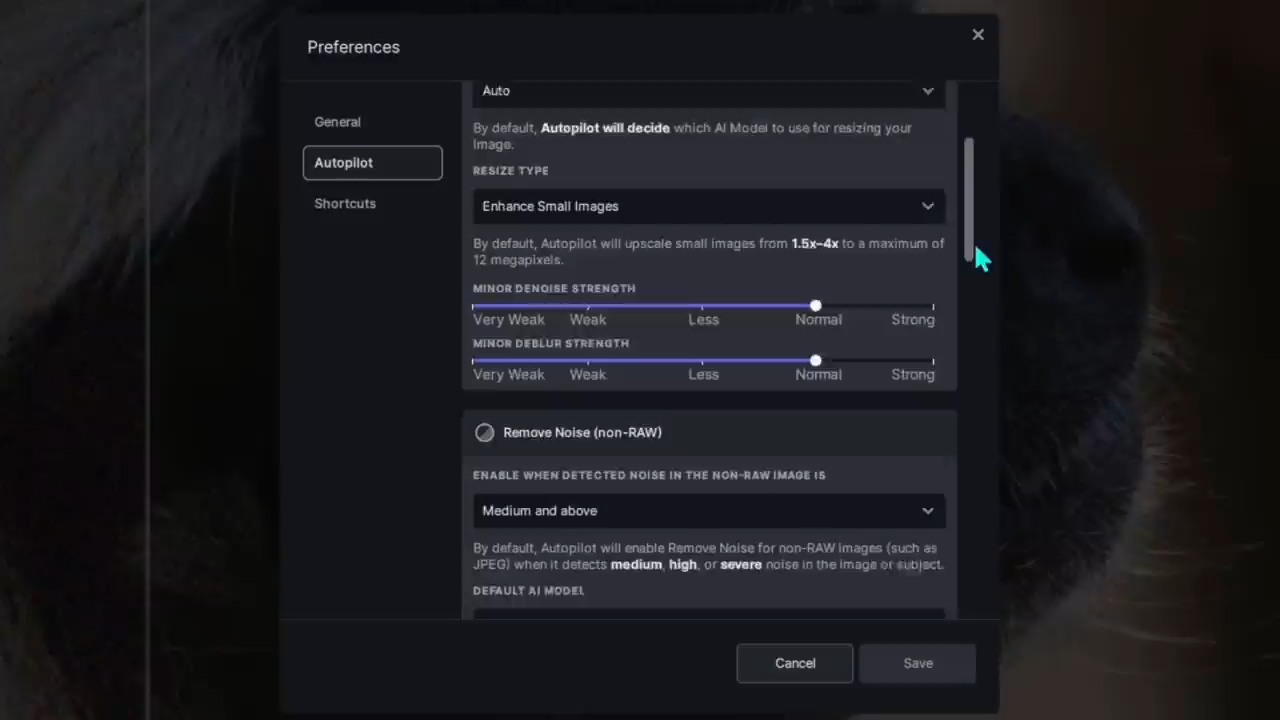 Preferences
General
Autopilot
Shortcuts
Auto
By default, Autopilot will decide which AI Model to use for resizing your
image.
RESIZE TYPE
Enhance Small Images
By default, Autopilot will upscale small images from 1.5x–4x to a maximum of
12 megapixels.
MINOR DENOISE STRENGTH
Very Weak Weak Less Normal Strong
MINOR DEBLUR STRENGTH
Very Weak Weak Less Normal Strong
Remove Noise (non-RAW)
ENABLE WHEN DETECTED NOISE IN THE NON-RAW IMAGE IS
Medium and above
By default, Autopilot will enable Remove Noise for non-RAW images (such as
JPEG) when it detects medium, high, or severe noise in the image or subject.
DEFAULT AI MODEL
Cancel Save